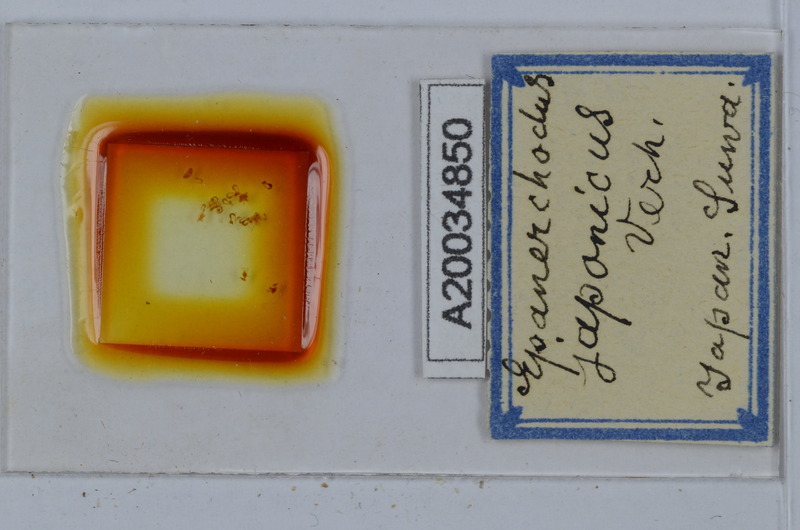 A20034850
Epanerchodus
japonicus
Verh.
Japan. Suwa.